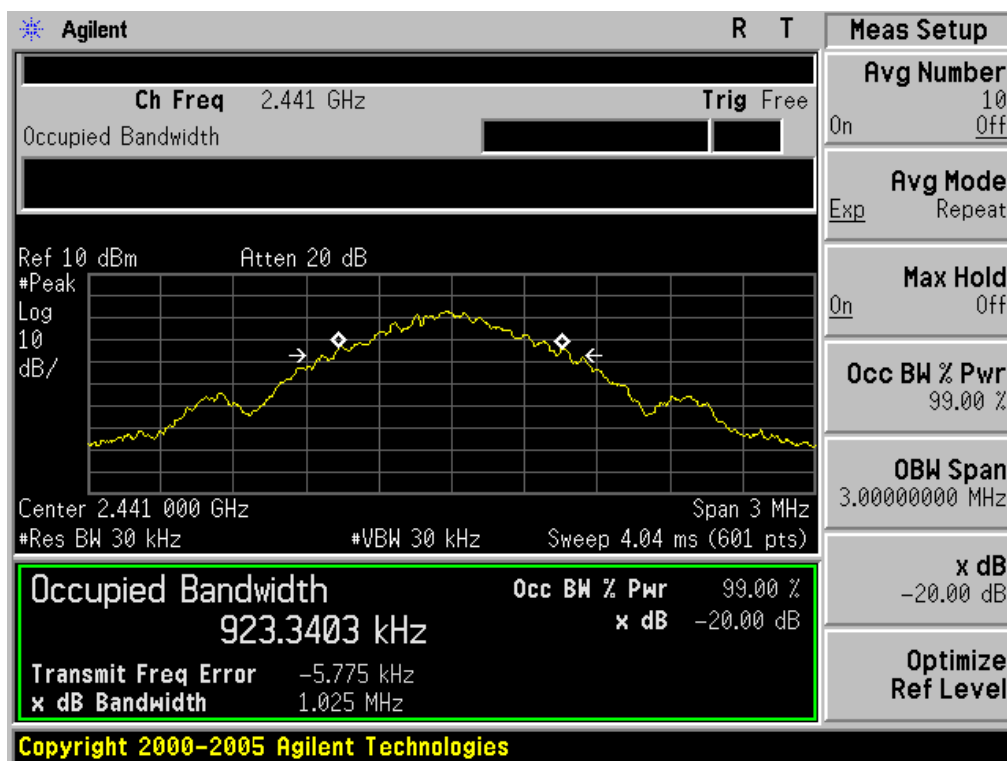 Agilent R T
Ch Freq 2.441 GHz Trig Free
Occupied Bandwidth
Ref 10 dBm Atten 20 dB
#Peak
Log
10
dB/
Center 2.441 000 GHz Span 3 MHz
#Res BW 30 kHz #VBW 30 kHz Sweep 4.04 ms (601 pts)
Occupied Bandwidth
923.3403 kHz
Occ BW % Pwr 99.00 %
x dB -20.00 dB
Transmit Freq Error -5.775 kHz
x dB Bandwidth 1.025 MHz
Copyright 2000-2005 Agilent Technologies
Meas Setup
Avg Number
10
On Off
Avg Mode
Exp Repeat
Max Hold
On Off
Occ BW % Pwr
99.00 %
OBW Span
3.00000000 MHz
x dB
-20.00 dB
Optimize
Ref Level